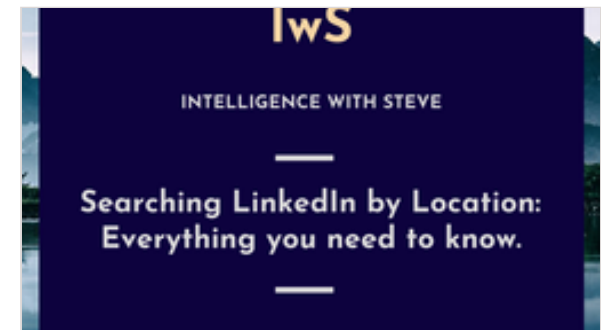 IwS
INTELLIGENCE WITH STEVE
Searching LinkedIn by Location:
Everything you need to know.